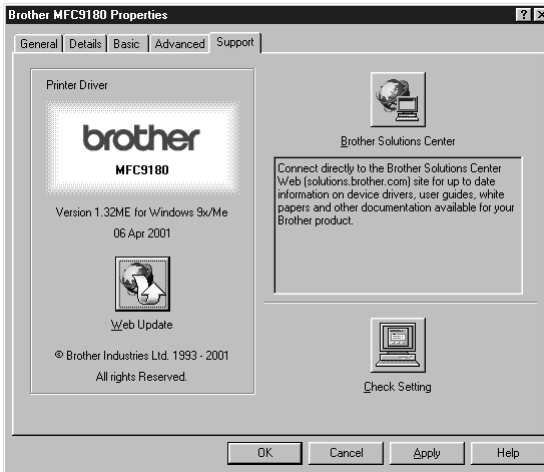 Brother MFC9180 Properties
General Details Basic Advanced Support
Printer Driver
brother
MFC9180
Version 1.32ME for Windows 9x/Me
06 Apr 2001
Web Update
© Brother Industries Ltd. 1993 - 2001
All rights Reserved.
Brother Solutions Center
Connect directly to the Brother Solutions Center
Web (solutions.brother.com) site for up to date
information on device drivers, user guides, white
papers and other documentation available for your
Brother product.
Check Setting
OK Cancel Apply Help